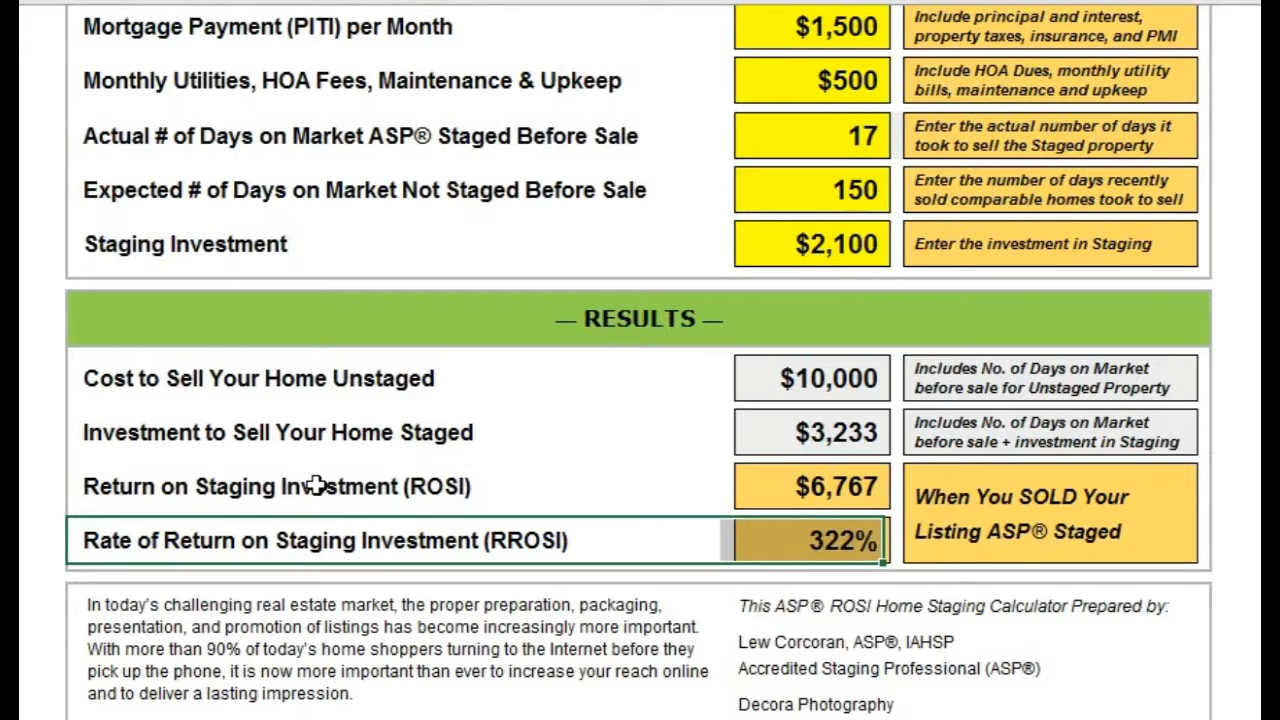 Mortgage Payment (PITI) per Month
$1,500
Include principal and interest,
property taxes, insurance, and PMI
Monthly Utilities, HOA Fees, Maintenance & Upkeep
$500
Include HOA Dues, monthly utility
bills, maintenance and upkeep
Actual # of Days on Market ASP® Staged Before Sale
17
Enter the actual number of days it
took to sell the Staged property
Expected # of Days on Market Not Staged Before Sale
150
Enter the number of days recently
sold comparable homes took to sell
Staging Investment
$2,100
Enter the investment in Staging
— RESULTS —
Cost to Sell Your Home Unstaged
$10,000
Includes No. of Days on Market
before sale for Unstaged Property
Investment to Sell Your Home Staged
$3,233
Includes No. of Days on Market
before sale + investment in Staging
Return on Staging Investment (ROSI)
$6,767
When You SOLD Your
Listing ASP® Staged
Rate of Return on Staging Investment (RROSI)
322%
In today's challenging real estate market, the proper preparation, packaging,
presentation, and promotion of listings has become increasingly more important.
With more than 90% of today's home shoppers turning to the Internet before they
pick up the phone, it is now more important than ever to increase your reach online
and to deliver a lasting impression.
This ASP® ROSI Home Staging Calculator Prepared by:
Lew Corcoran, ASP®, IAHSP
Accredited Staging Professional (ASP®)
Decora Photography